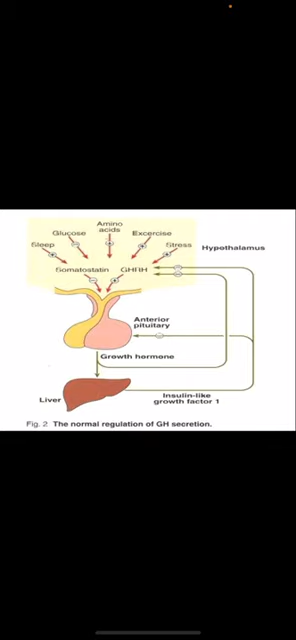 Amino
acids
Glucose
Excercise
Sleep
Stress
Hypothalamus
Somatostatin
GHRH
Anterior
pituitary
Growth hormone
Liver
Insulin-like
growth factor 1
Fig. 2 The normal regulation of GH secretion.